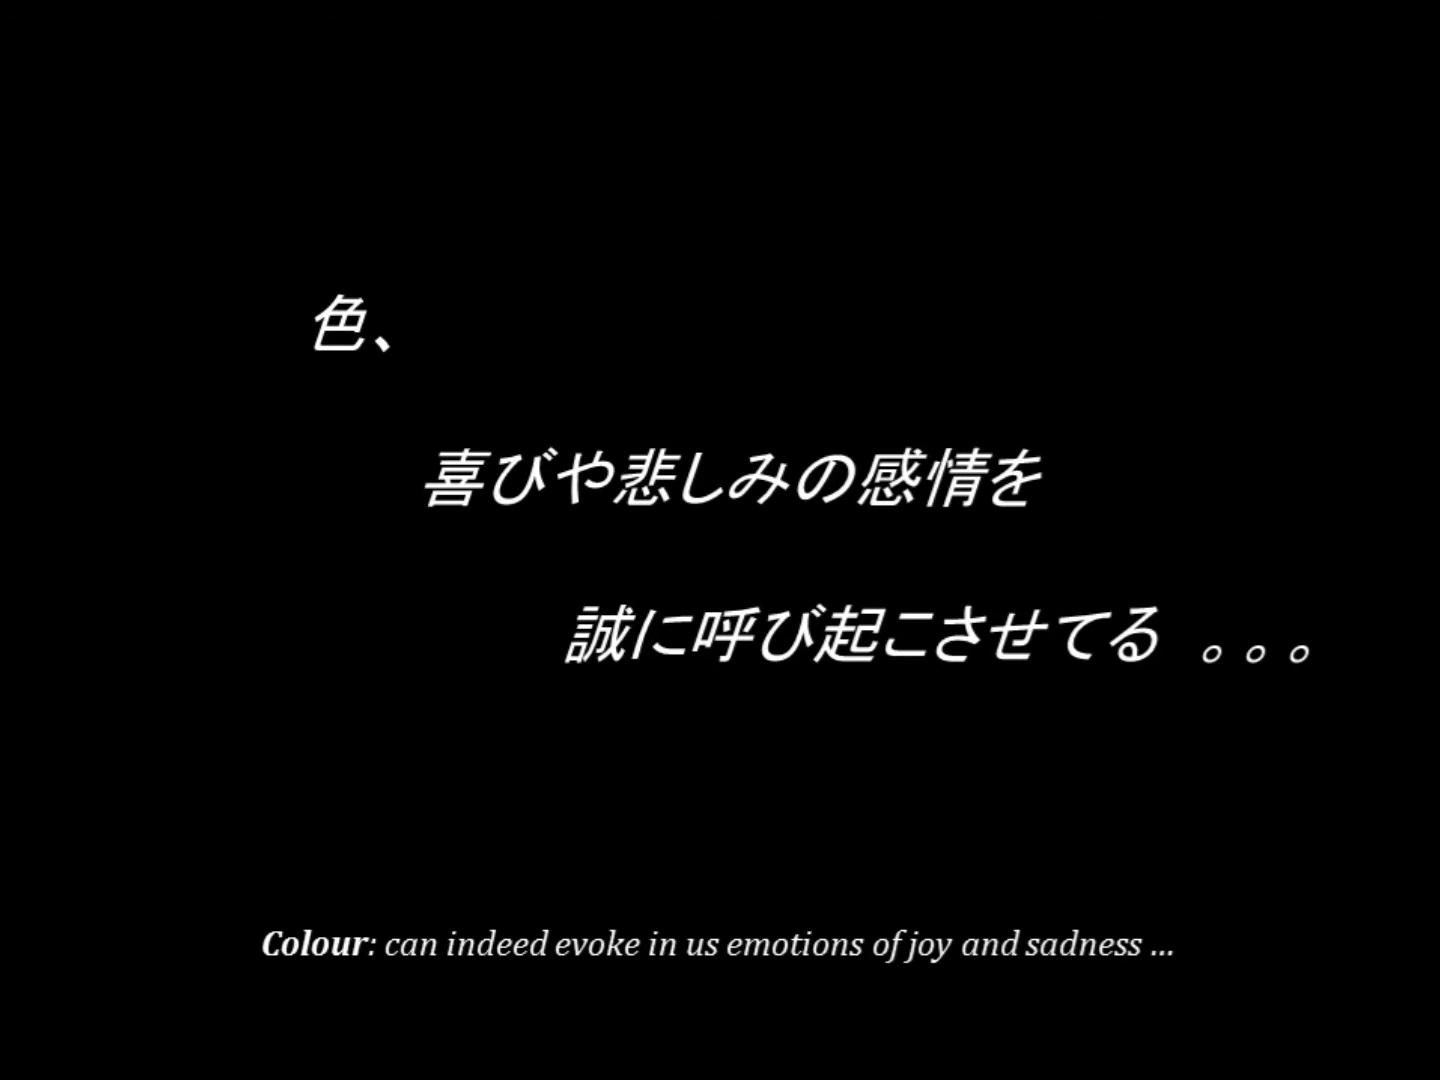 色、
喜びや悲しみの感情を
誠に呼び起こさせてる 。。。
Colour: can indeed evoke in us emotions of joy and sadness ...